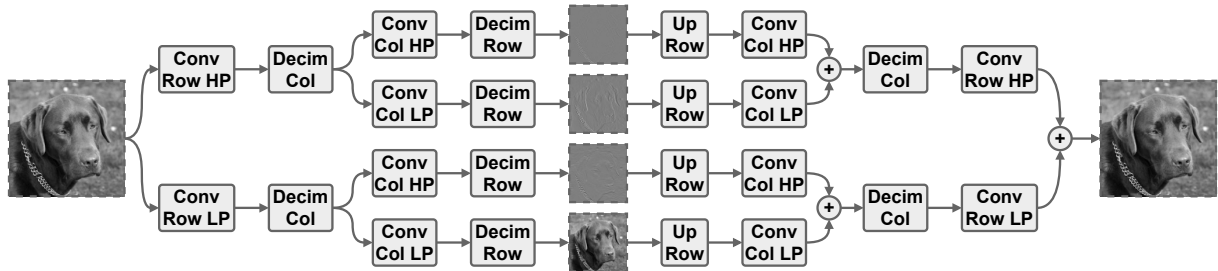 Conv
Col HP
Decim
Row
Up
Row
Conv
Col HP
Conv
Row HP
Decim
Col
+
Decim
Col
Conv
Row HP
Conv
Col LP
Decim
Row
Up
Row
Conv
Col LP
+
Conv
Col HP
Decim
Row
Up
Row
Conv
Col HP
Conv
Row LP
Decim
Col
+
Decim
Col
Conv
Row LP
Conv
Col LP
Decim
Row
Up
Row
Conv
Col LP